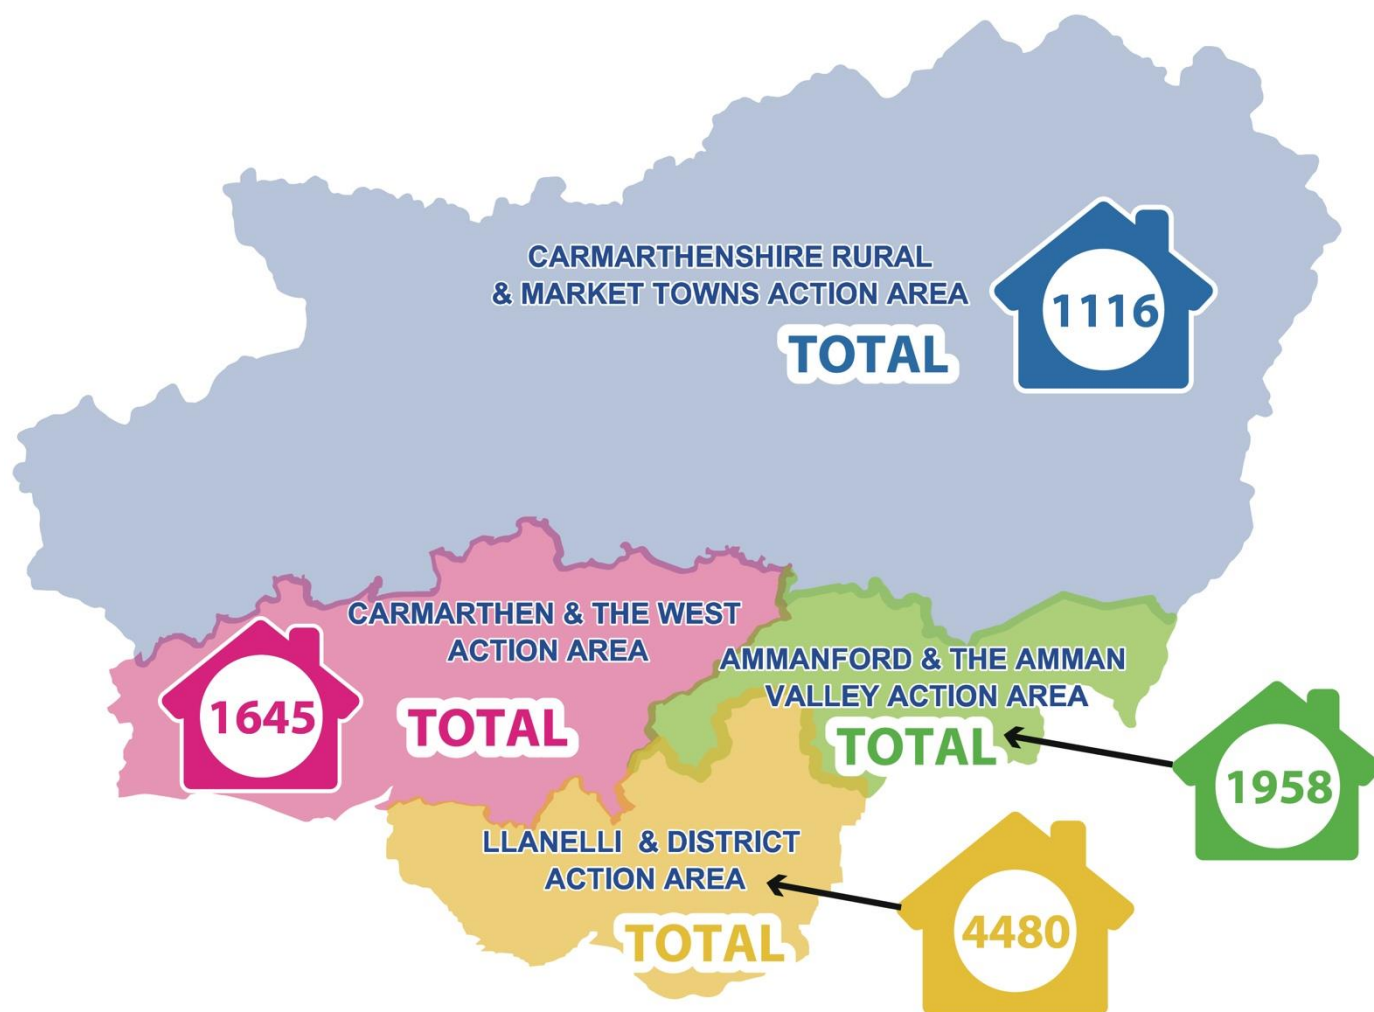 CARMARTHENSHIRE RURAL
& MARKET TOWNS ACTION AREA
TOTAL
1116
CARMARTHEN & THE WEST
ACTION AREA
TOTAL
1645
AMMANFORD & THE AMMAN
VALLEY ACTION AREA
TOTAL
1958
LLANELLI & DISTRICT
ACTION AREA
TOTAL
4480